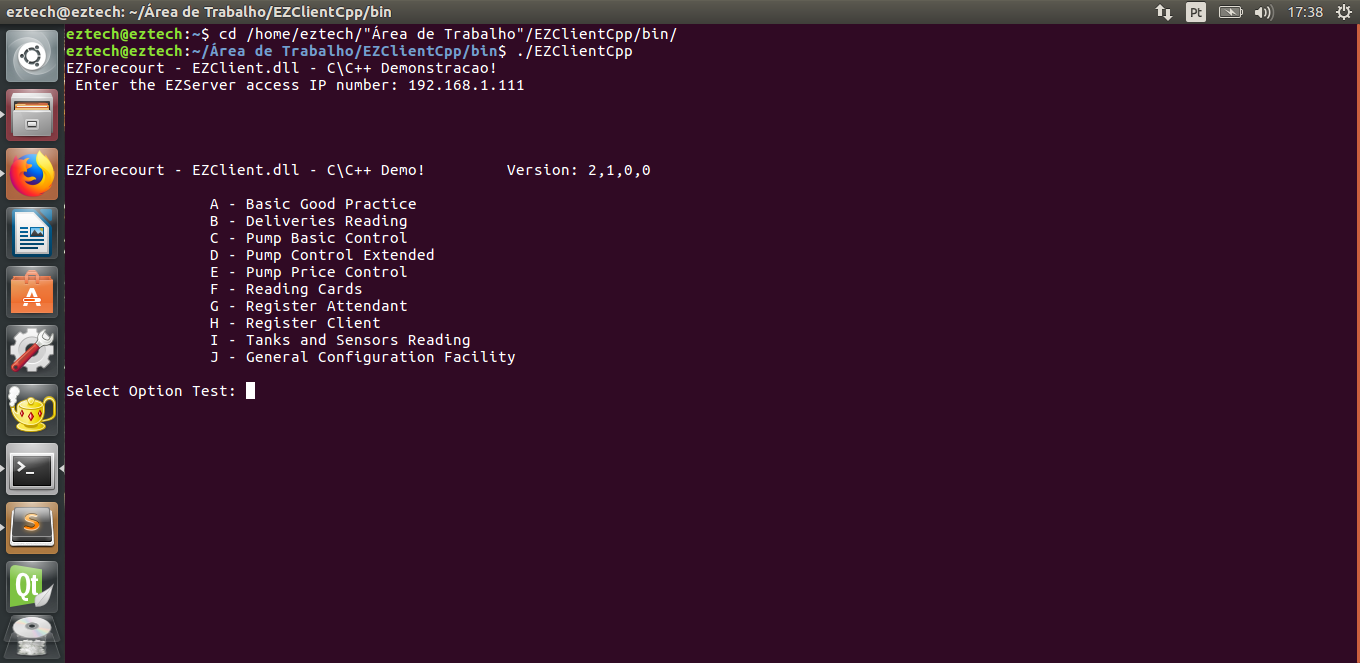 eztech@eztech: ~/Área de Trabalho/EZClientCpp/bin
Pt
17:38
eztech@eztech:~$ cd /home/eztech/"Área de Trabalho"/EZClientCpp/bin/
eztech@eztech:~/Área de Trabalho/EZClientCpp/bin$ ./EZClientCpp
EZForecourt - EZClient.dll - C\C++ Demonstracao!
Enter the EZServer access IP number: 192.168.1.111
EZForecourt - EZClient.dll - C\C++ Demo! Version: 2,1,0,0
A - Basic Good Practice
B - Deliveries Reading
C - Pump Basic Control
D - Pump Control Extended
E - Pump Price Control
F - Reading Cards
G - Register Attendant
H - Register Client
I - Tanks and Sensors Reading
J - General Configuration Facility
Select Option Test:
>_
S
Qt